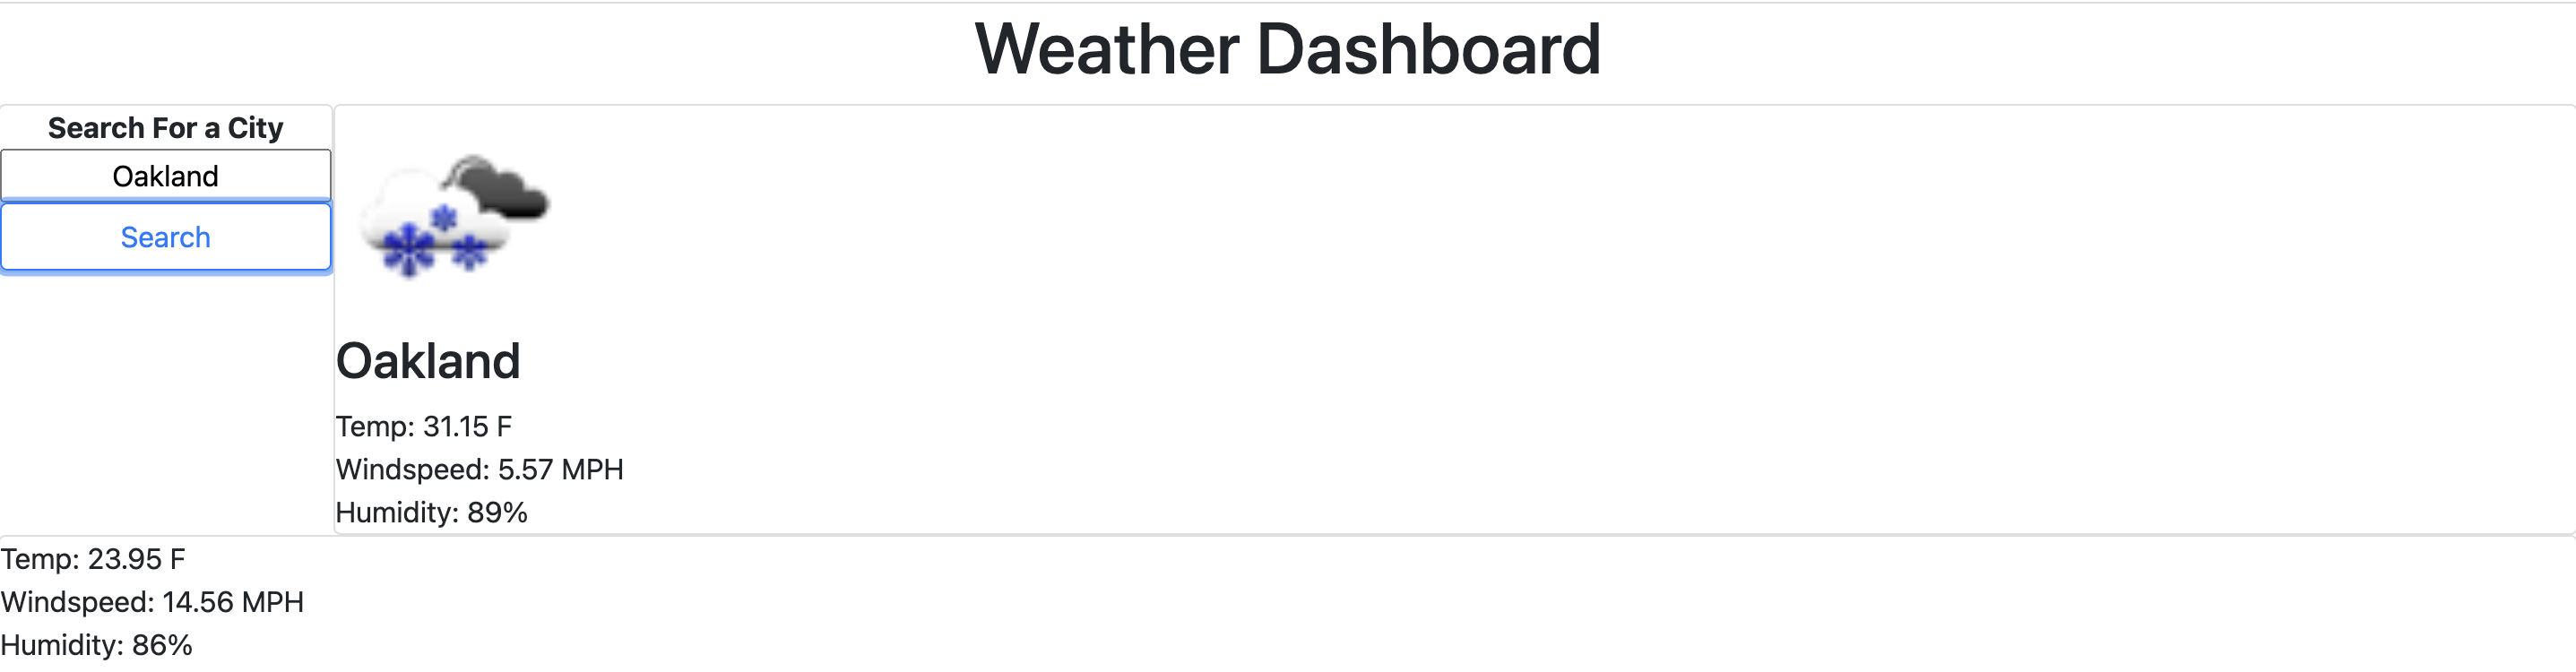 Weather Dashboard
Search For a City
Oakland
Search
Oakland
Temp: 31.15 F
Windspeed: 5.57 MPH
Humidity: 89%
Temp: 23.95 F
Windspeed: 14.56 MPH
Humidity: 86%